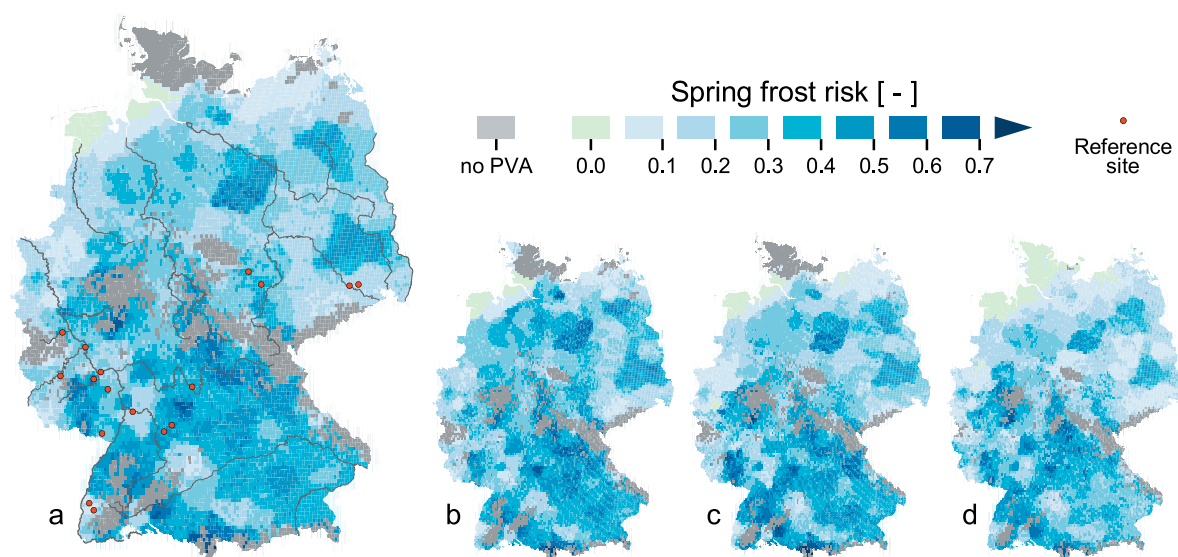 Spring frost risk [ - ]
no PVA
0.0
0.1
0.2
0.3
0.4
0.5
0.6
0.7
Reference
site
a
b
c
d